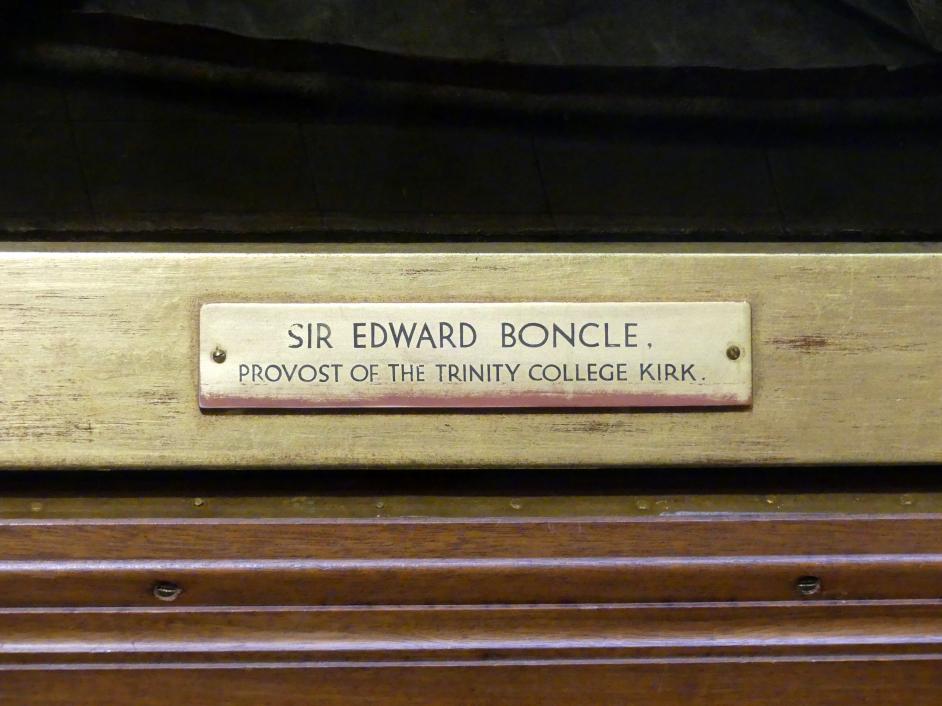 SIR EDWARD BONCLE,
PROVOST OF THE TRINITY COLLEGE KIRK.